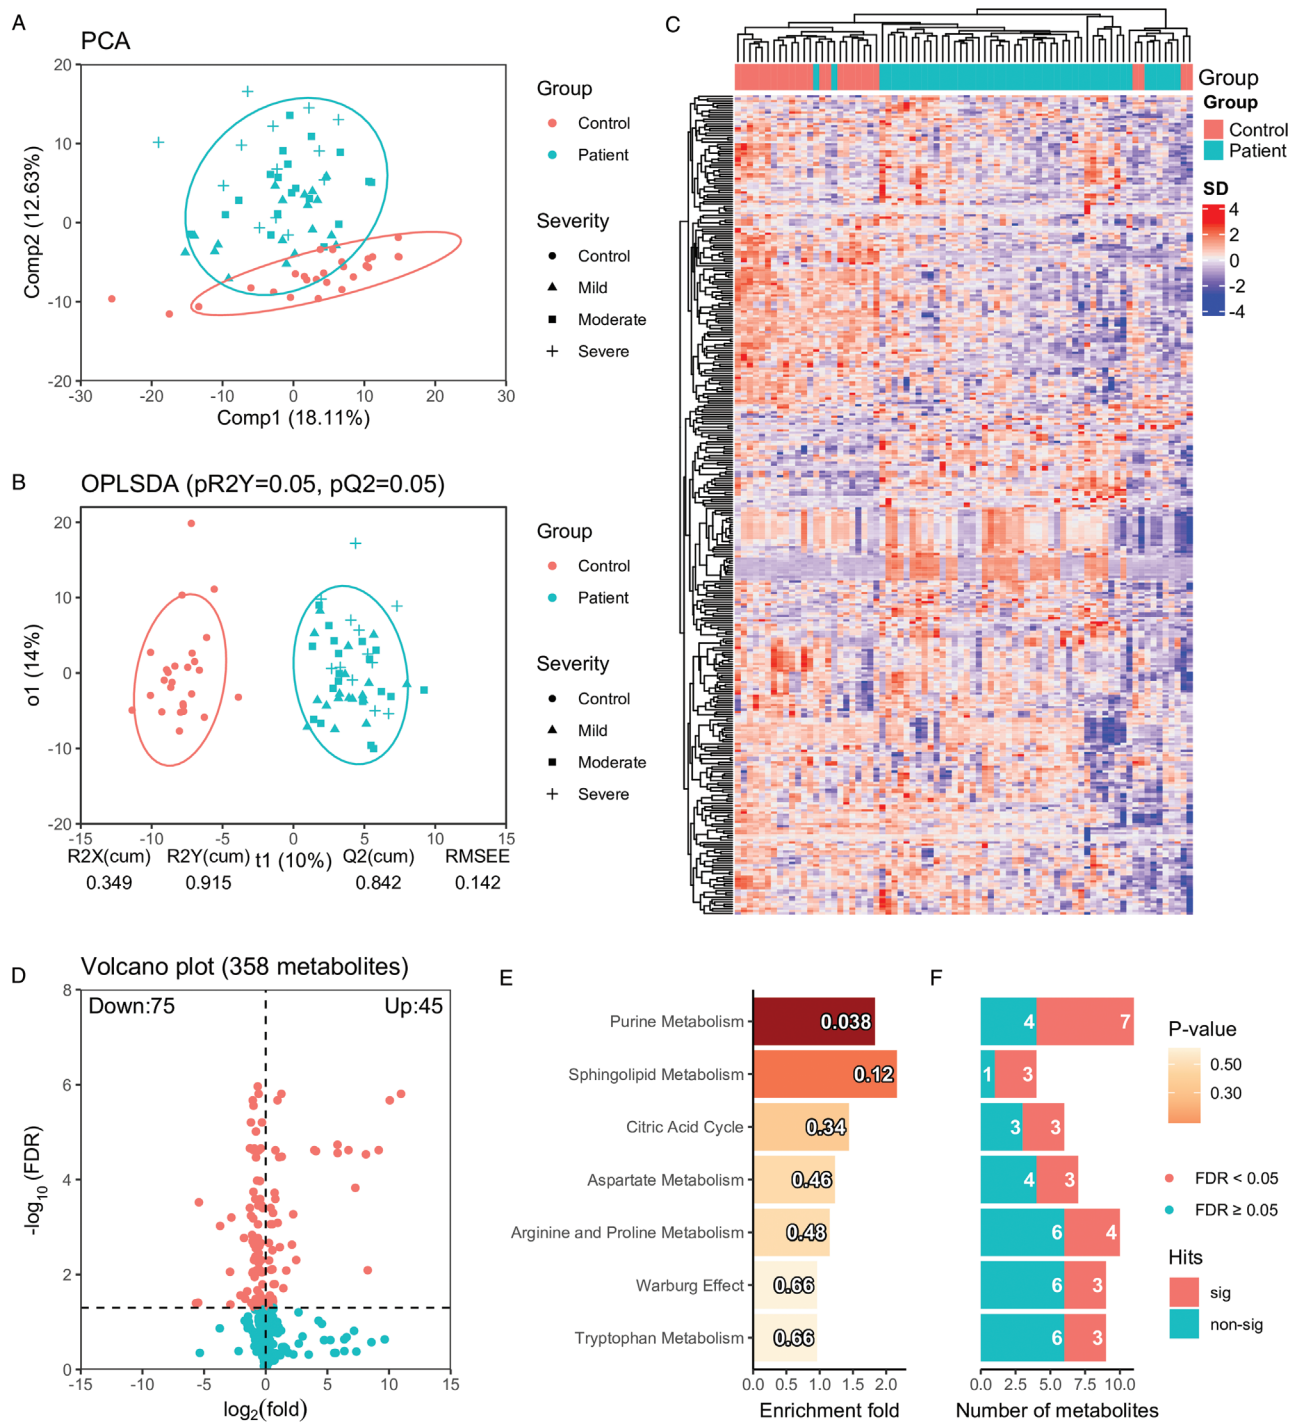 A
PCA
20
10
0
-10
-20
-30
-20
-10
0
10
20
30
Comp2 (12.63%)
Comp1 (18.11%)
Group
Control
Patient
Severity
Control
Mild
Moderate
Severe
B
OPLSDA (pR2Y=0.05, pQ2=0.05)
20
10
0
-10
-20
-15
-10
-5
0
5
10
15
o1 (14%)
t1 (10%)
R2X(cum) R2Y(cum) Q2(cum) RMSEE
0.349 0.915 0.842 0.142
Group
Control
Patient
Severity
Control
Mild
Moderate
Severe
C
Group
Group
Control
Patient
SD
4
2
0
-2
-4
D
Volcano plot (358 metabolites)
Down:75 Up:45
8
6
4
2
0
-15
-10
-5
0
5
10
15
-log10 (FDR)
log2(fold)
E
Purine Metabolism 0.038
Sphingolipid Metabolism 0.12
Citric Acid Cycle 0.34
Aspartate Metabolism 0.46
Arginine and Proline Metabolism 0.48
Warburg Effect 0.66
Tryptophan Metabolism 0.66
0.0 0.5 1.0 1.5 2.0
Enrichment fold
F
4 7
1 3
3 3
4 3
6 4
6 3
6 3
0.0 2.5 5.0 7.5 10.0
Number of metabolites
P-value
0.50
0.30
FDR < 0.05
FDR ≥ 0.05
Hits
sig
non-sig